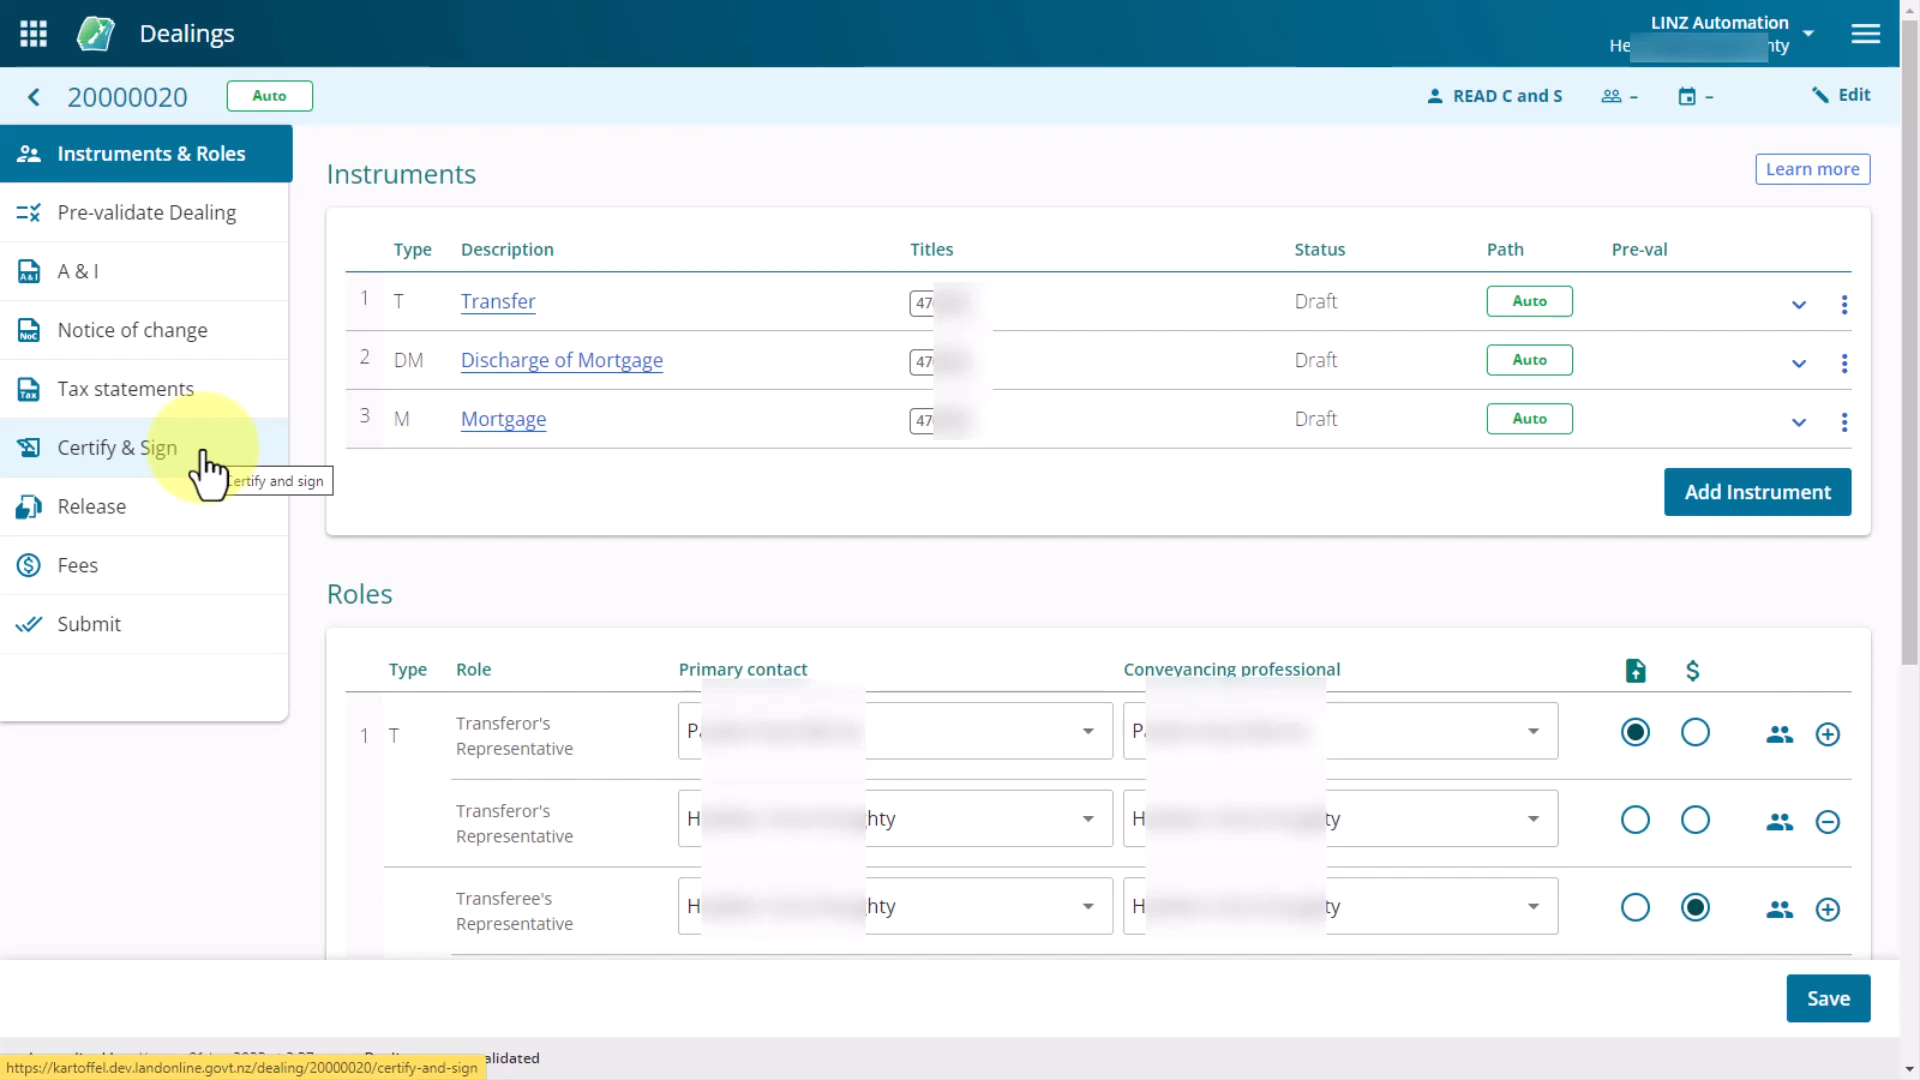 Dealings
LINZ Automation
He
hty
20000020
Auto
READ C and S
–
–
Edit
Instruments & Roles
Pre-validate Dealing
A & I
Notice of change
Tax statements
Certify & Sign
Certify and sign
Release
Fees
Submit
Instruments
Learn more
Type Description Titles Status Path Pre-val
1 T Transfer 47 Draft Auto
2 DM Discharge of Mortgage 47 Draft Auto
3 M Mortgage 47 Draft Auto
Add Instrument
Roles
Type Role Primary contact Conveyancing professional $
1 T Transferor's
Representative
Pa
P
Transferor's
Representative
H hty
H ty
Transferee's
Representative
H hty
H ty
Save
alidated
https://kartoffel.dev.landonline.govt.nz/dealing/20000020/certify-and-sign